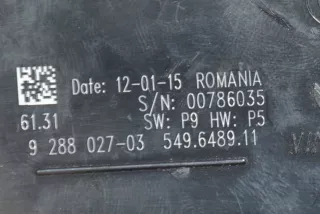 Date: 12-01-15 ROMANIA
S/N: 00786035
61.31 SW: P9 HW: P5
9 288 027-03 549.6489.11